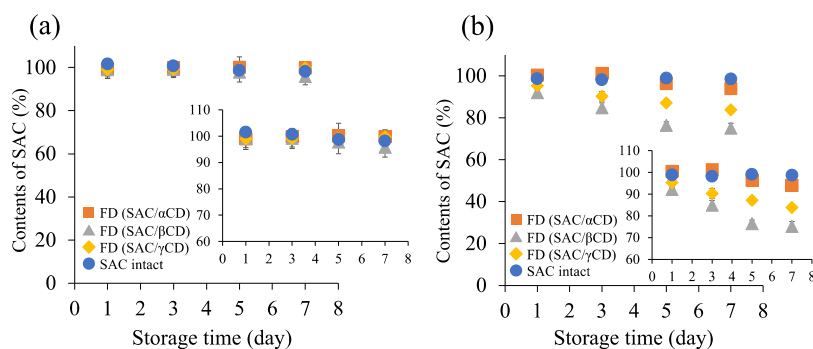 (a)
Contents of SAC (%)
100
80
60
40
20
0
0 1 2 3 4 5 6 7 8
Storage time (day)
FD (SAC/αCD)
FD (SAC/βCD)
FD (SAC/γCD)
SAC intact
110
100
90
80
70
60
0 1 2 3 4 5 6 7 8
(b)
Contents of SAC (%)
100
80
60
40
20
0
0 1 2 3 4 5 6 7 8
Storage time (day)
FD (SAC/αCD)
FD (SAC/βCD)
FD (SAC/γCD)
SAC intact
110
100
90
80
70
60
0 1 2 3 4 5 6 7 8